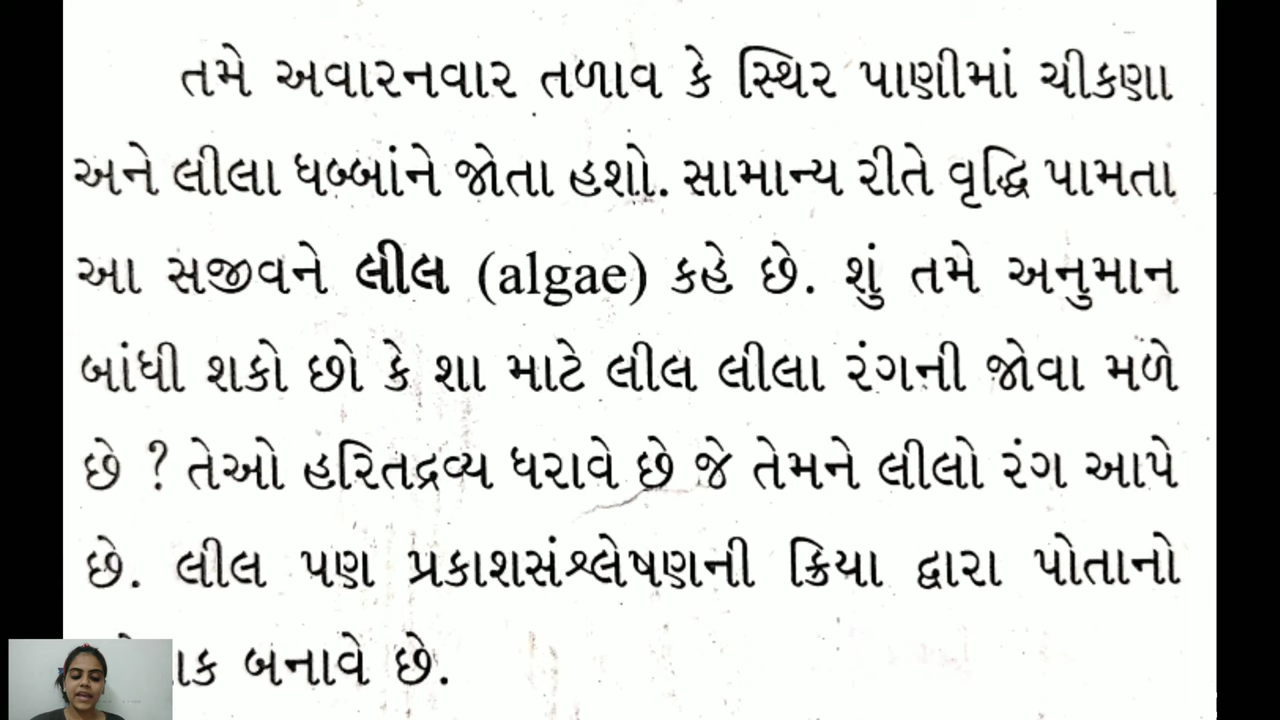 તમે અવારનવાર તળાવ કે સ્થિર પાણીમાં ચીકણા
અને લીલા ધબ્બાંને જોતા હશો. સામાન્ય રીતે વૃદ્ધિ પામતા
આ સજીવને લીલ (algae) કહે છે. શું તમે અનુમાન
બાંધી શકો છો કે શા માટે લીલ લીલા રંગની જોવા મળે
છે ? તેઓ હરિતદ્રવ્ય ધરાવે છે જે તેમને લીલો રંગ આપે
છે. લીલ પણ પ્રકાશસંશ્લેષણની ક્રિયા દ્વારા પોતાનો
બનાવે છે.